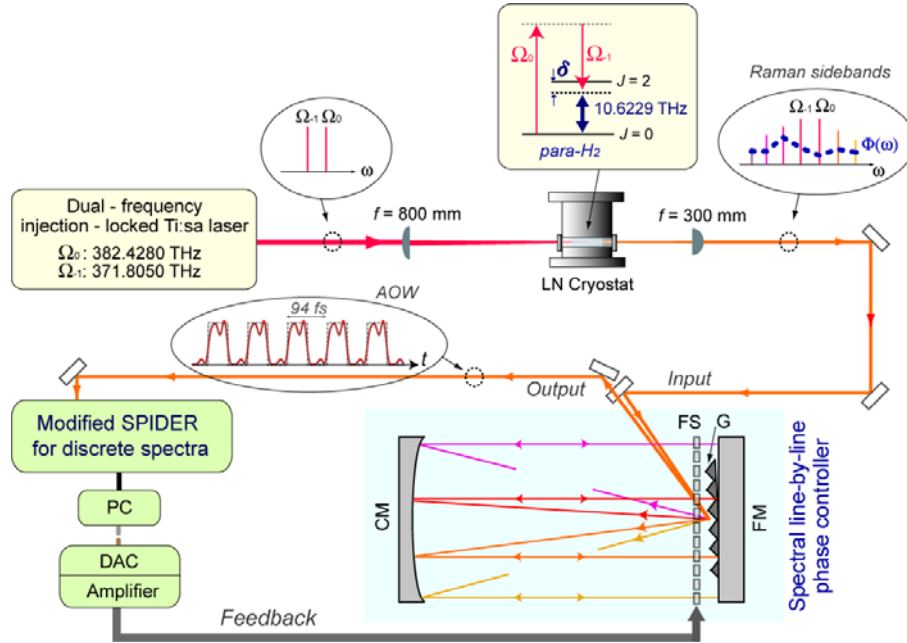 Ω₀
Ω₋₁
δ
J = 2
10.6229 THz
J = 0
para-H₂
Raman sidebands
Ω₋₁ Ω₀
Φ(ω)
ω
Ω₋₁ Ω₀
ω
Dual - frequency
injection - locked Ti:sa laser
Ω₀: 382.4280 THz
Ω₋₁: 371.8050 THz
f = 800 mm
f = 300 mm
LN Cryostat
AOW
94 fs
t
Output
Input
Modified SPIDER
for discrete spectra
PC
DAC
Amplifier
Feedback
FS
G
CM
FM
Spectral line-by-line
phase controller